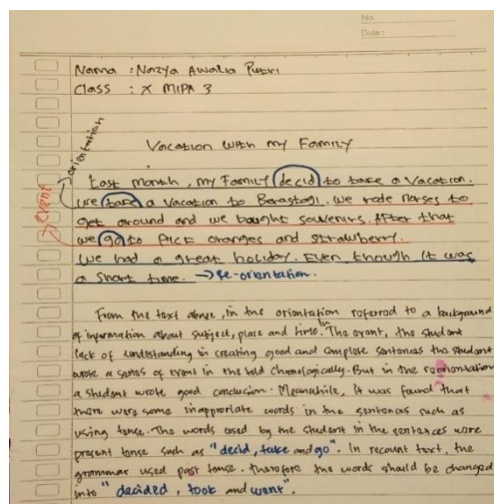 No.
Date :
Nama : Nazya Awalia Putri
Class : X MIPA 3
Vacation with my Family
orientation
Last month, my Family decid to take a vacation.
we take a vacation to Berastagi. we rode horses to
event
get around and we bought souvenirs. After that
we go to pick oranges and strawberry.
we had a great holiday. Even though it was
a short time. → Re-orientation.
From the text above, in the orientation referred to a background
of information about subject, place and time. The event, the student
lack of understanding in creating good and complete sentences the student
wrote a series of event in the told chronologically. But in the reorientation
a student wrote good conclusion. Meanwhile, it was found that
there were some inapproriate words in the sentences such as
using tense. The words used by the student in the sentences were
present tense such as "decid, take and go". In recount text, the
grammar used past tense. therefore the words should be changed
into "decided, took and went".